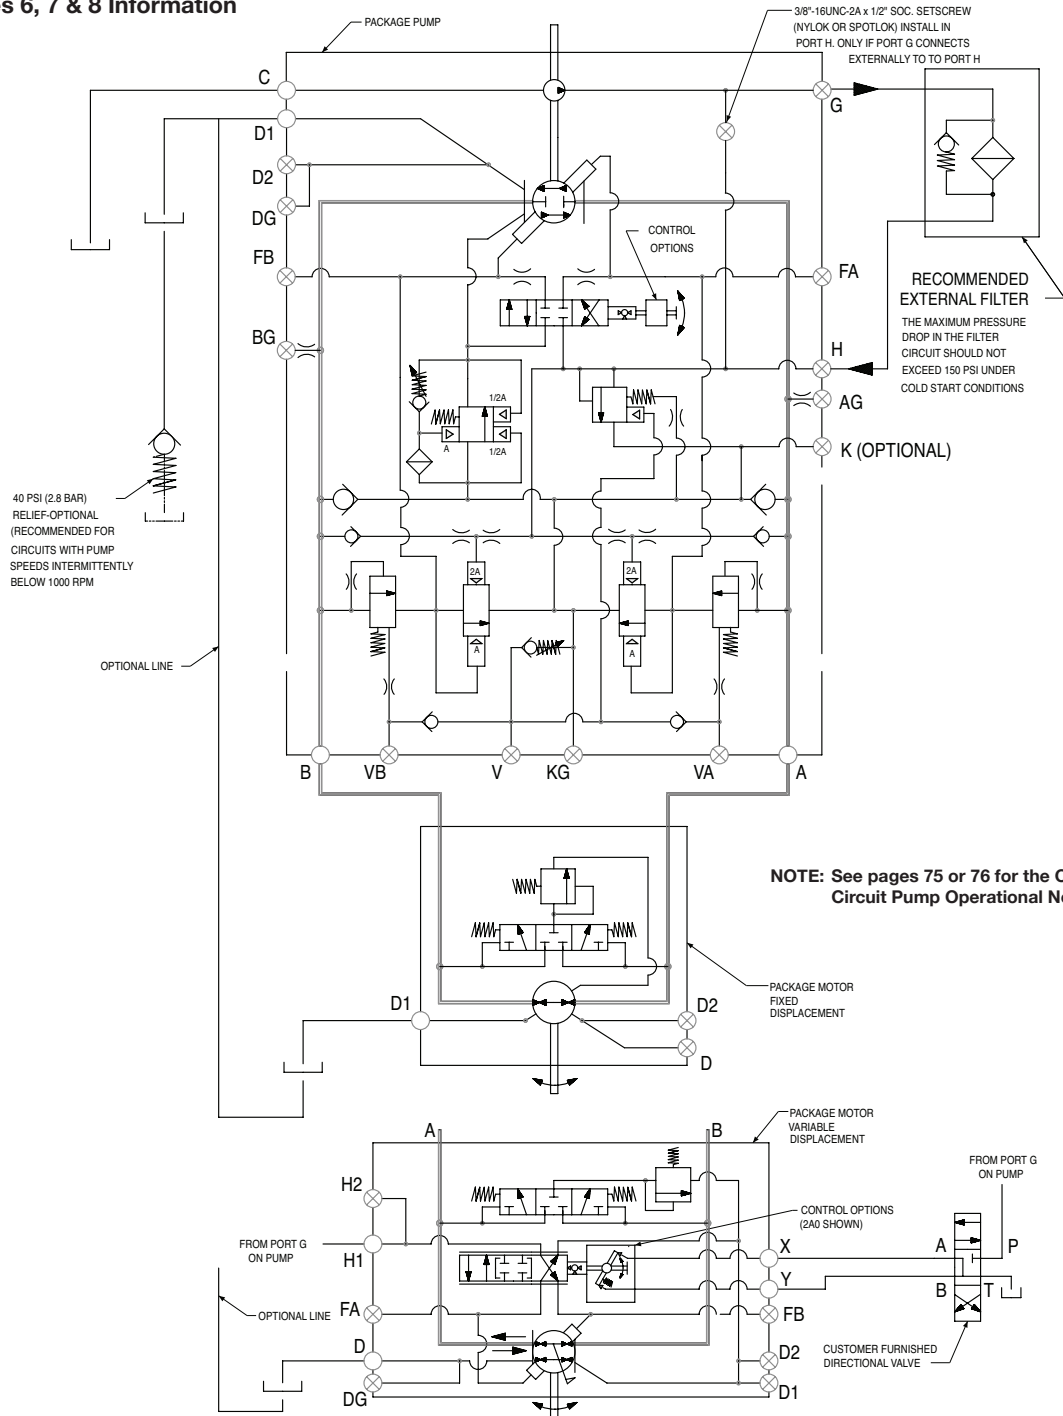 s 6, 7 & 8 Information
PACKAGE PUMP
3/8"-16UNC-2A x 1/2" SOC. SETSCREW
(NYLOK OR SPOTLOK) INSTALL IN
PORT H. ONLY IF PORT G CONNECTS
EXTERNALLY TO TO PORT H
C
G
D1
D2
DG
CONTROL
OPTIONS
FB
FA
RECOMMENDED
EXTERNAL FILTER
THE MAXIMUM PRESSURE
DROP IN THE FILTER
CIRCUIT SHOULD NOT
EXCEED 150 PSI UNDER
COLD START CONDITIONS
BG
H
AG
1/2A
A
1/2A
K (OPTIONAL)
40 PSI (2.8 BAR)
RELIEF-OPTIONAL
(RECOMMENDED FOR
CIRCUITS WITH PUMP
SPEEDS INTERMITTENTLY
BELOW 1000 RPM
2A
2A
A
A
OPTIONAL LINE
B
VB
V
KG
VA
A
NOTE: See pages 75 or 76 for the C
Circuit Pump Operational N
PACKAGE MOTOR
FIXED
DISPLACEMENT
D1
D2
D
A
B
PACKAGE MOTOR
VARIABLE
DISPLACEMENT
FROM PORT G
ON PUMP
H2
CONTROL OPTIONS
(2A0 SHOWN)
FROM PORT G
ON PUMP
H1
X
A
P
Y
B
T
OPTIONAL LINE
FA
FB
D
D2
CUSTOMER FURNISHED
DIRECTIONAL VALVE
DG
D1